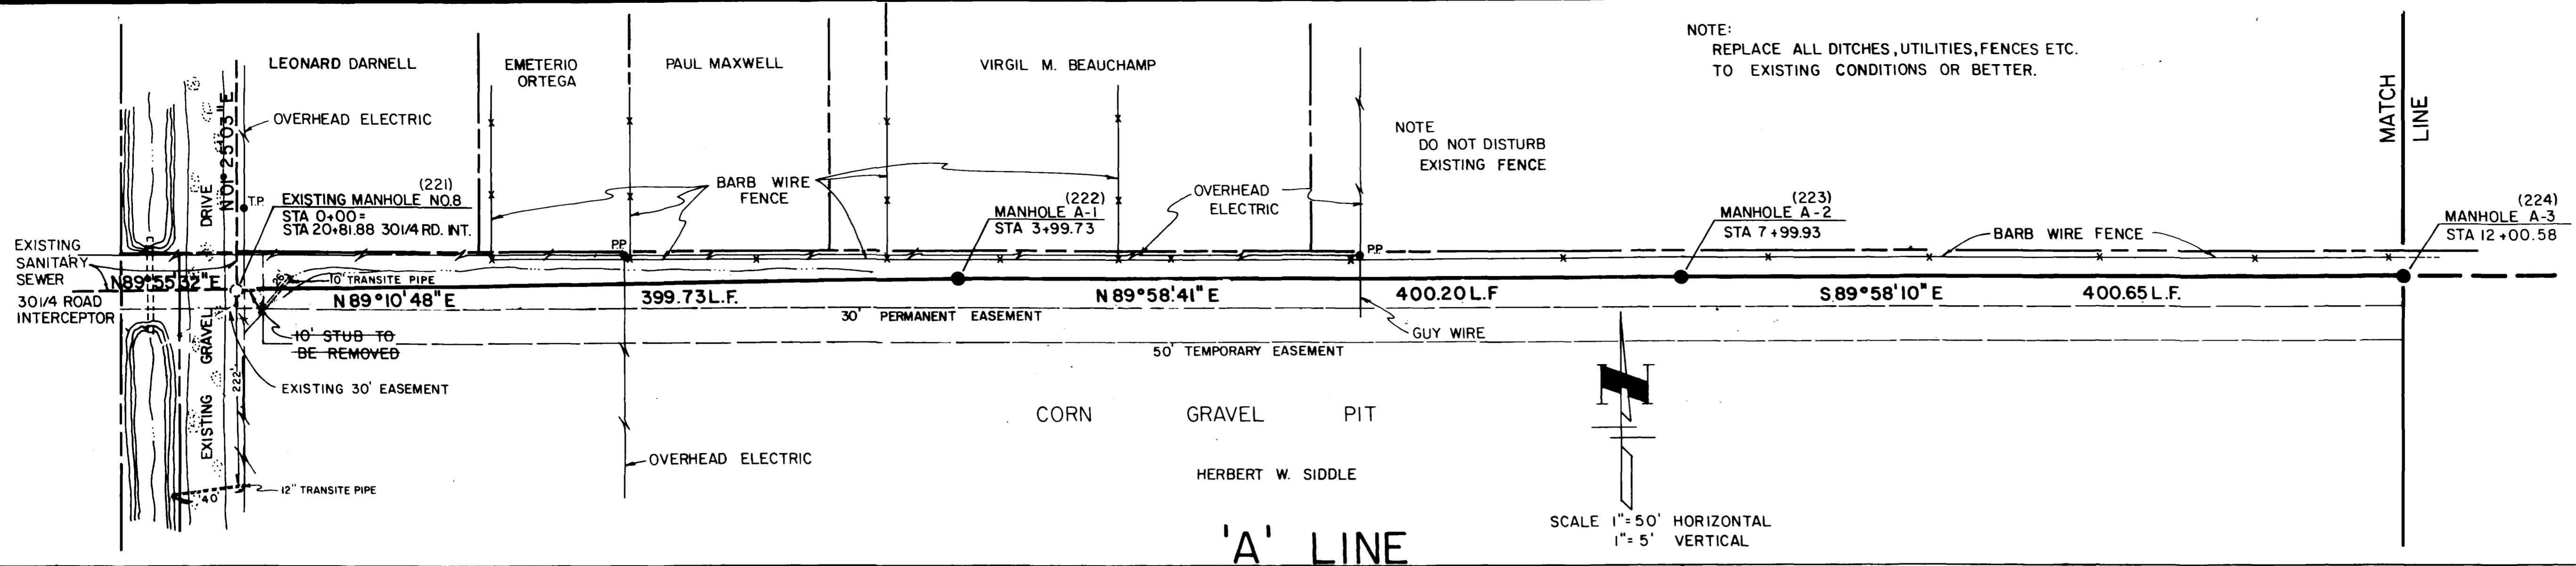 LEONARD DARNELL
EMETERIO
ORTEGA
PAUL MAXWELL
VIRGIL M. BEAUCHAMP
NOTE:
REPLACE ALL DITCHES, UTILITIES, FENCES ETC.
TO EXISTING CONDITIONS OR BETTER.
MATCH
LINE
OVERHEAD ELECTRIC
N01°25'03"E
NOTE
DO NOT DISTURB
EXISTING FENCE
T.P.
(221)
EXISTING MANHOLE NO.8
STA 0+00=
STA 20+81.88 301/4 RD. INT.
BARB WIRE
FENCE
(222)
MANHOLE A-1
STA 3+99.73
OVERHEAD
ELECTRIC
(223)
MANHOLE A-2
STA 7+99.93
(224)
MANHOLE A-3
STA 12+00.58
P.P.
P.P.
BARB WIRE FENCE
EXISTING
SANITARY
SEWER
301/4 ROAD
INTERCEPTOR
N89°55'32"E
10' TRANSITE PIPE
N 89°10'48"E
399.73 L.F.
N 89°58'41" E
400.20 L.F
S 89°58'10" E
400.65 L.F.
30' PERMANENT EASEMENT
GUY WIRE
10' STUB TO
BE REMOVED
50' TEMPORARY EASEMENT
EXISTING 30' EASEMENT
EXISTING GRAVEL DRIVE
222'
N
CORN GRAVEL PIT
OVERHEAD ELECTRIC
HERBERT W. SIDDLE
12" TRANSITE PIPE
40'
SCALE 1"=50' HORIZONTAL
1"= 5' VERTICAL
'A' LINE